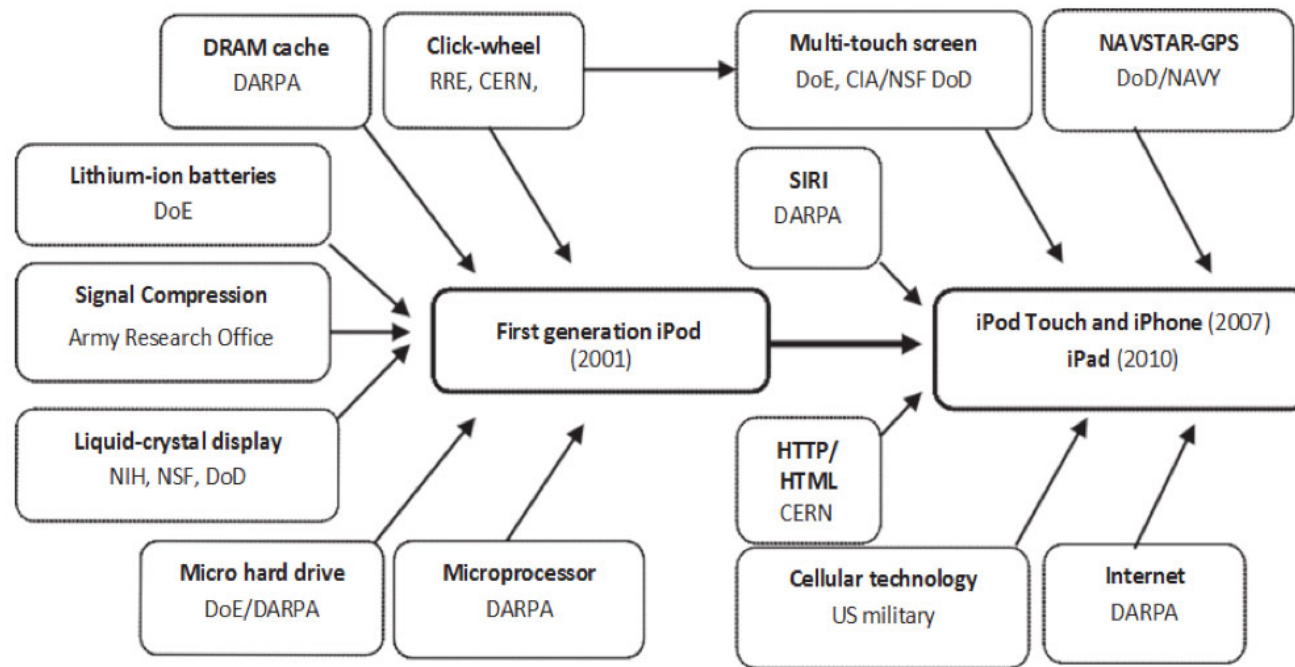 DRAM cache
DARPA
Click-wheel
RRE, CERN,
Multi-touch screen
DoE, CIA/NSF DoD
NAVSTAR-GPS
DoD/NAVY
Lithium-ion batteries
DoE
SIRI
DARPA
Signal Compression
Army Research Office
First generation iPod
(2001)
iPod Touch and iPhone (2007)
iPad (2010)
Liquid-crystal display
NIH, NSF, DoD
HTTP/
HTML
CERN
Micro hard drive
DoE/DARPA
Microprocessor
DARPA
Cellular technology
US military
Internet
DARPA